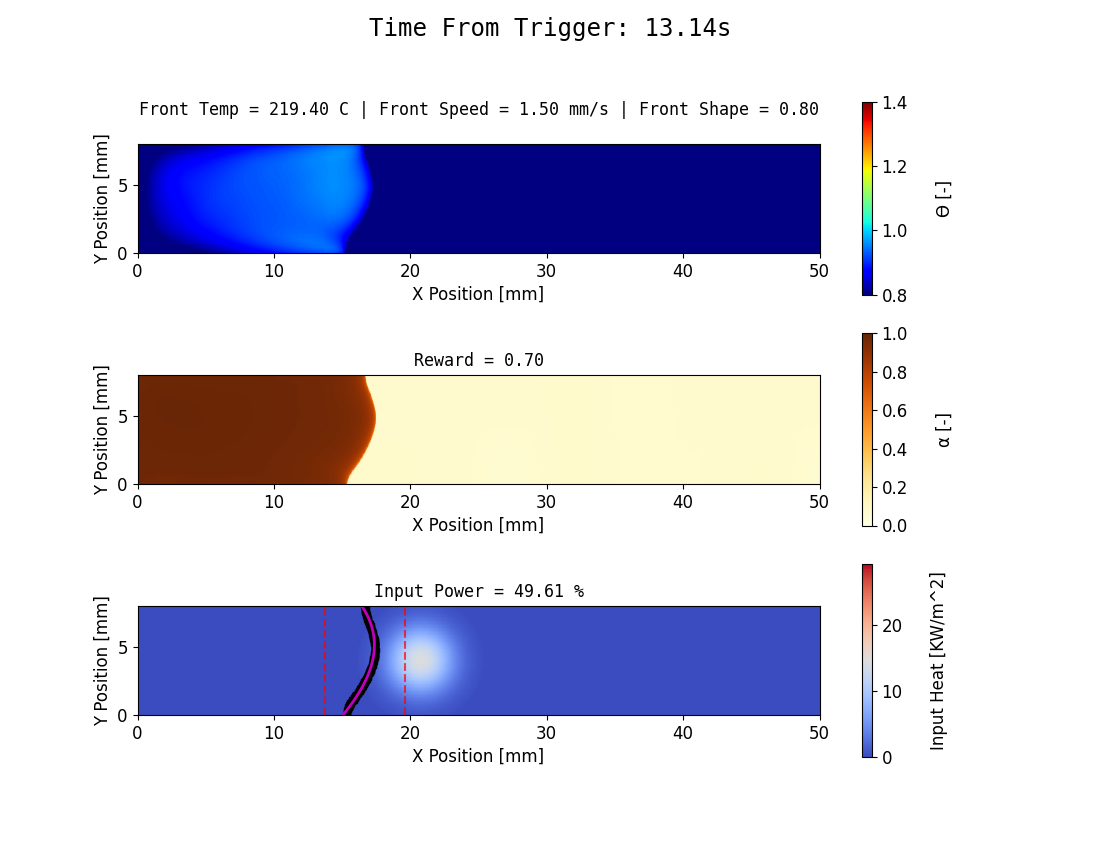 Time From Trigger: 13.14s
Front Temp = 219.40 C | Front Speed = 1.50 mm/s | Front Shape = 0.80
Y Position [mm]
5
0
0 10 20 30 40 50
X Position [mm]
1.4
1.2
1.0
0.8
Θ [-]
Reward = 0.70
Y Position [mm]
5
0
0 10 20 30 40 50
X Position [mm]
1.0
0.8
0.6
0.4
0.2
0.0
α [-]
Input Power = 49.61 %
Y Position [mm]
5
0
0 10 20 30 40 50
X Position [mm]
20
10
0
Input Heat [KW/m^2]